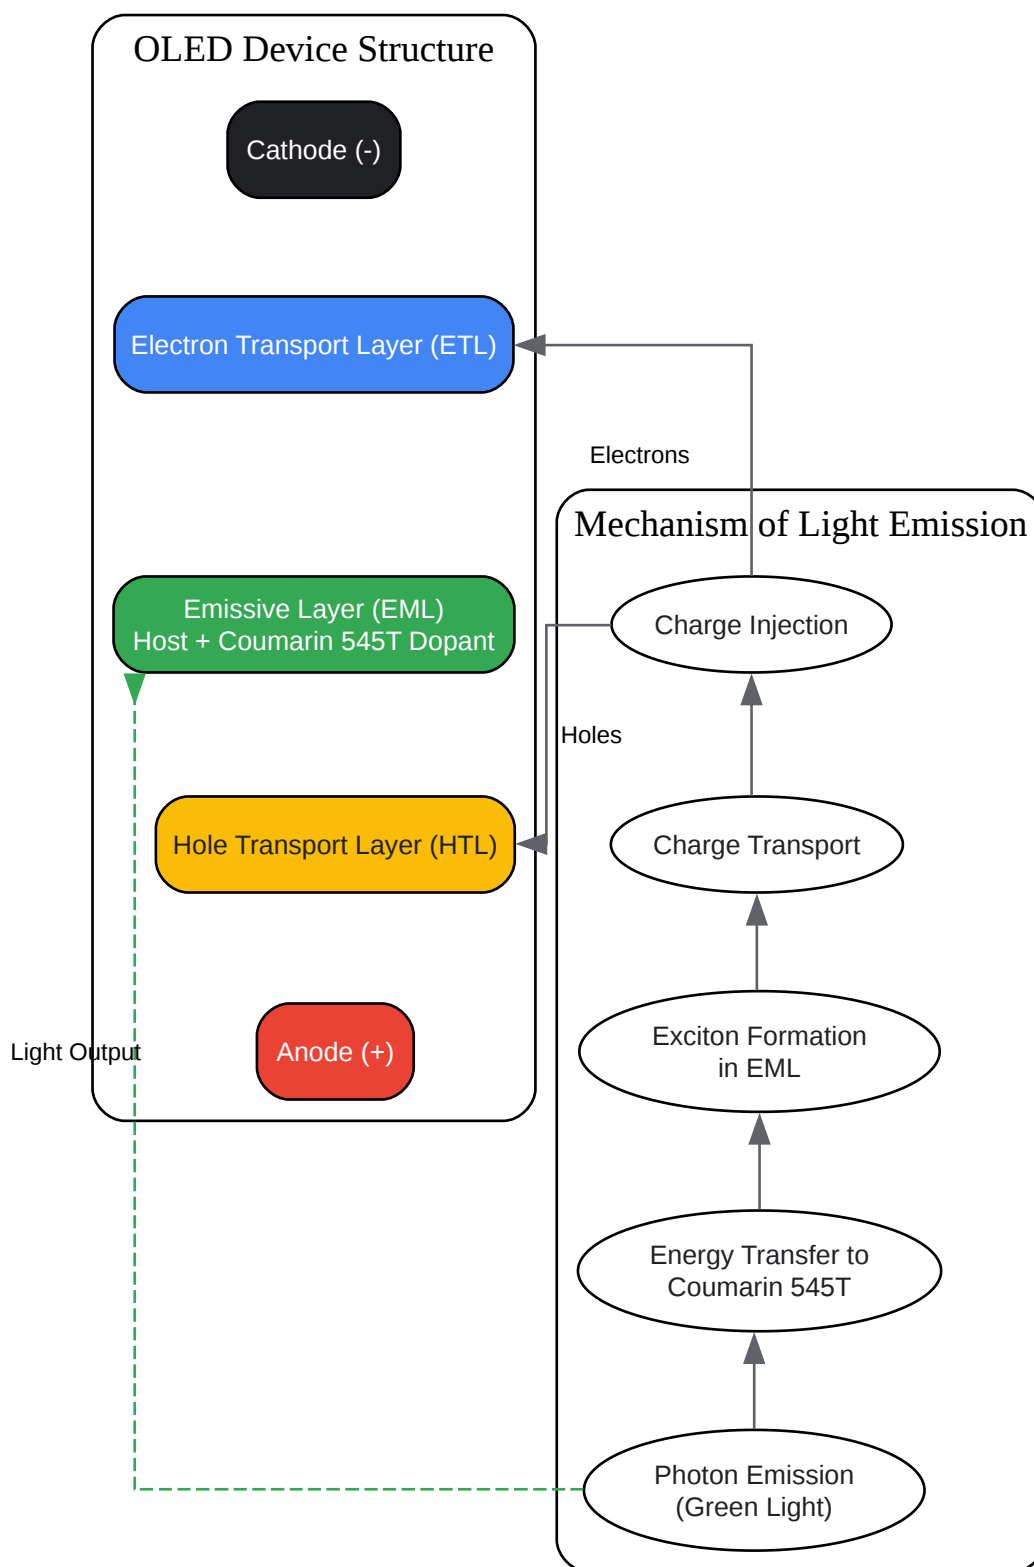 OLED Device Structure
Cathode (-)
Electron Transport Layer (ETL)
Electrons
Mechanism of Light Emission
Emissive Layer (EML)
Host + Coumarin 545T Dopant
Charge Injection
Holes
Hole Transport Layer (HTL)
Charge Transport
Light Output
Anode (+)
Exciton Formation
in EML
Energy Transfer to
Coumarin 545T
Photon Emission
(Green Light)